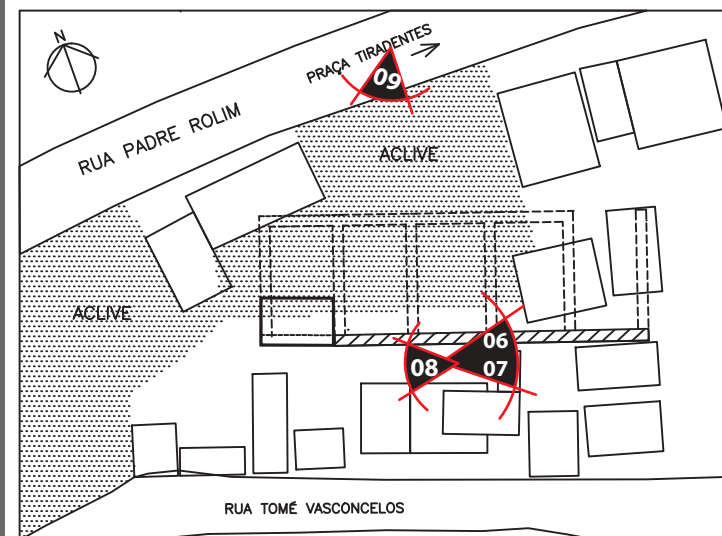 N
PRAÇA TIRADENTES
09
RUA PADRE ROLIM
ACLIVE
ACLIVE
06
08
07
RUA TOMÉ VASCONCELOS